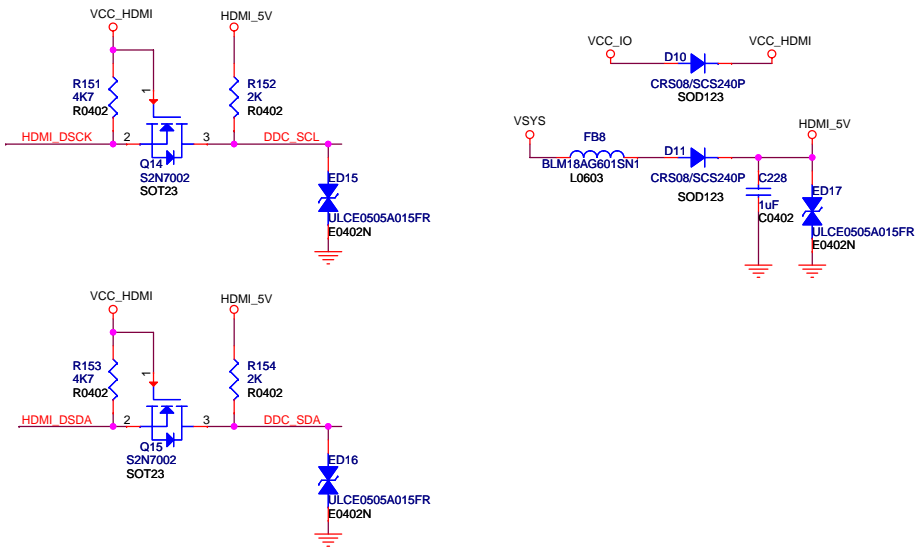 VCC_HDMI
HDMI_5V
R151
4K7
R0402
1
R152
2K
R0402
HDMI_DSCK
2
3
DDC_SCL
Q14
S2N7002
SOT23
ED15
ULCE0505A015FR
E0402N
VCC_IO
VCC_HDMI
D10
CRS08/SCS240P
SOD123
VSYS
HDMI_5V
FB8
BLM18AG601SN1
L0603
D11
CRS08/SCS240P
SOD123
C228
1uF
C0402
ED17
ULCE0505A015FR
E0402N
VCC_HDMI
HDMI_5V
R153
4K7
R0402
1
R154
2K
R0402
HDMI_DSDA
2
3
DDC_SDA
Q15
S2N7002
SOT23
ED16
ULCE0505A015FR
E0402N